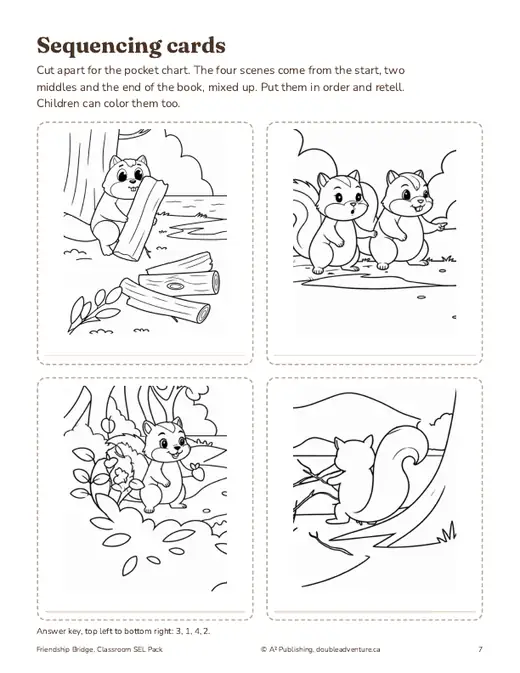 Sequencing cards
Cut apart for the pocket chart. The four scenes come from the start, two
middles and the end of the book, mixed up. Put them in order and retell.
Children can color them too.
Answer key, top left to bottom right: 3, 1, 4, 2.
Friendship Bridge, Classroom SEL Pack
© A² Publishing, doubleadventure.ca
7